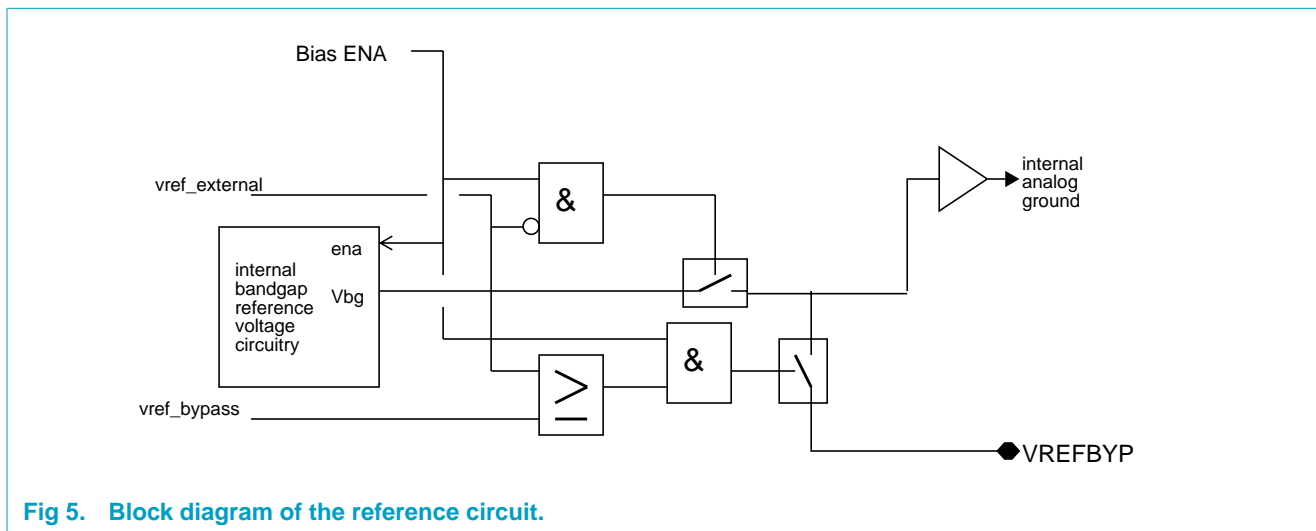 Bias ENA
vref_external
&
internal
analog
ground
ena
internal
bandgap
reference
voltage
circuitry
Vbg
&
≥
vref_bypass
VREFBYP
Fig 5. Block diagram of the reference circuit.